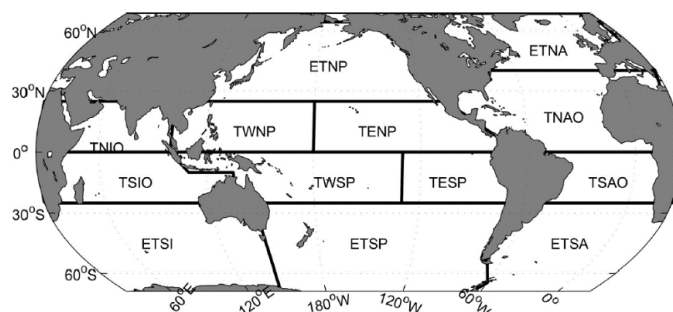 60°N
ETNA
ETNP
30°N
TNAO
TWNP
TENP
TNIO
0°
TSIO
TWSP
TESP
TSAO
30°S
ETSI
ETSP
ETSA
60°S
60°E
120°E
180°W
120°W
60°W
0°